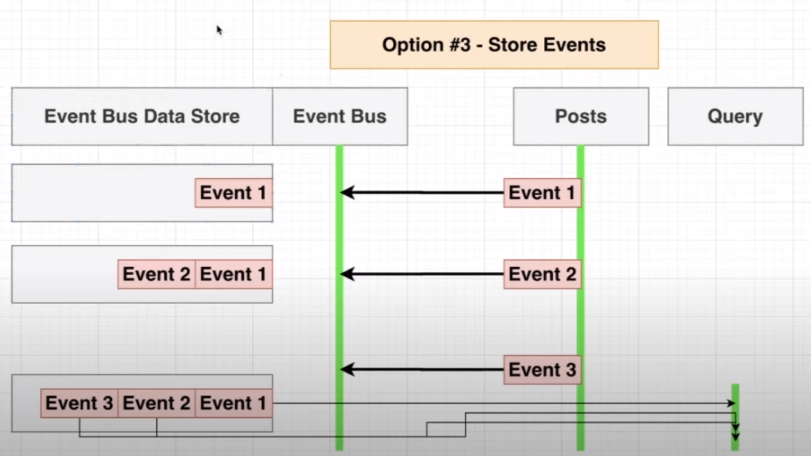 Option #3 - Store Events
Event Bus Data Store
Event Bus
Posts
Query
Event 1
Event 1
Event 2
Event 1
Event 2
Event 3
Event 3
Event 2
Event 1